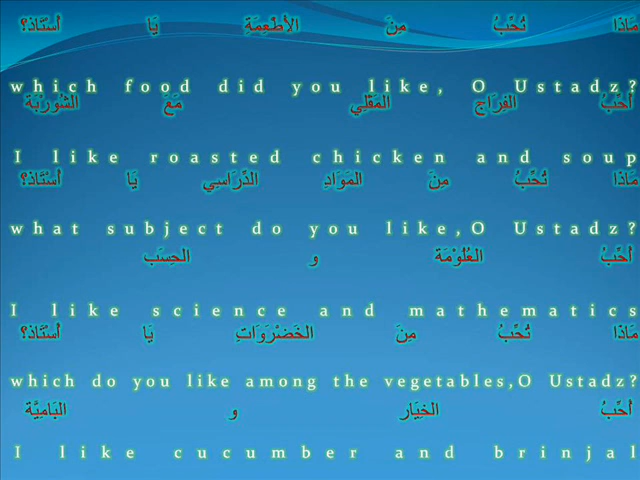 مَاذَا تُحِّبُ مِنَ الأَطْعِمَةِ يَا أُسْتَاذ؟
which food did you like, O Ustadz?
أُحِّبُ الفِرَاج المَقْلِي مَعَ الشُورْبَة
I like roasted chicken and soup
مَاذَا تُحِّبُ مِنَ المَوَادِ الدِّرَاسِي يَا أُسْتَاذ؟
what subject do you like,O Ustadz?
أُحِّبُ العُلُوْمَة و الحِسَب
I like science and mathematics
مَاذَا تُحِّبُ مِنَ الخَضْرَوَاتِ يَا أُسْتَاذ؟
which do you like among the vegetables,O Ustadz?
أُحِّبُ الخِيَار و البَامِيَّة
I like cucumber and brinjal